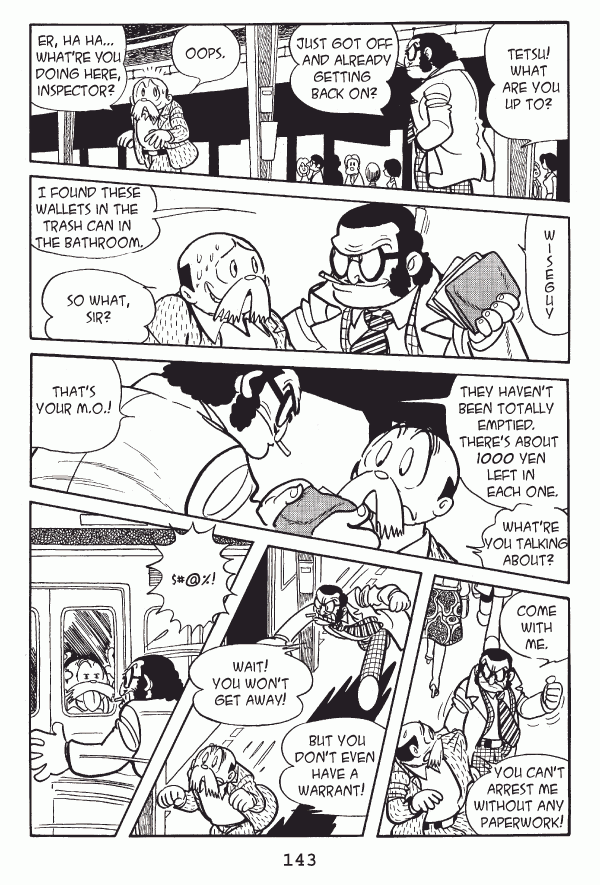 TETSU!
WHAT
ARE YOU
UP TO?
JUST GOT OFF
AND ALREADY
GETTING
BACK ON?
OOPS.
ER, HA HA...
WHAT'RE YOU
DOING HERE,
INSPECTOR?
I FOUND THESE
WALLETS IN THE
TRASH CAN IN
THE BATHROOM.
SO WHAT,
SIR?
WISEGUY
THAT'S
YOUR M.O.!
THEY HAVEN'T
BEEN TOTALLY
EMPTIED.
THERE'S ABOUT
1000 YEN
LEFT IN
EACH ONE.
WHAT'RE
YOU TALKING
ABOUT?
$#@%!
WAIT!
YOU WON'T
GET AWAY!
BUT YOU
DON'T EVEN
HAVE A
WARRANT!
COME
WITH
ME.
YOU CAN'T
ARREST ME
WITHOUT ANY
PAPERWORK!
143